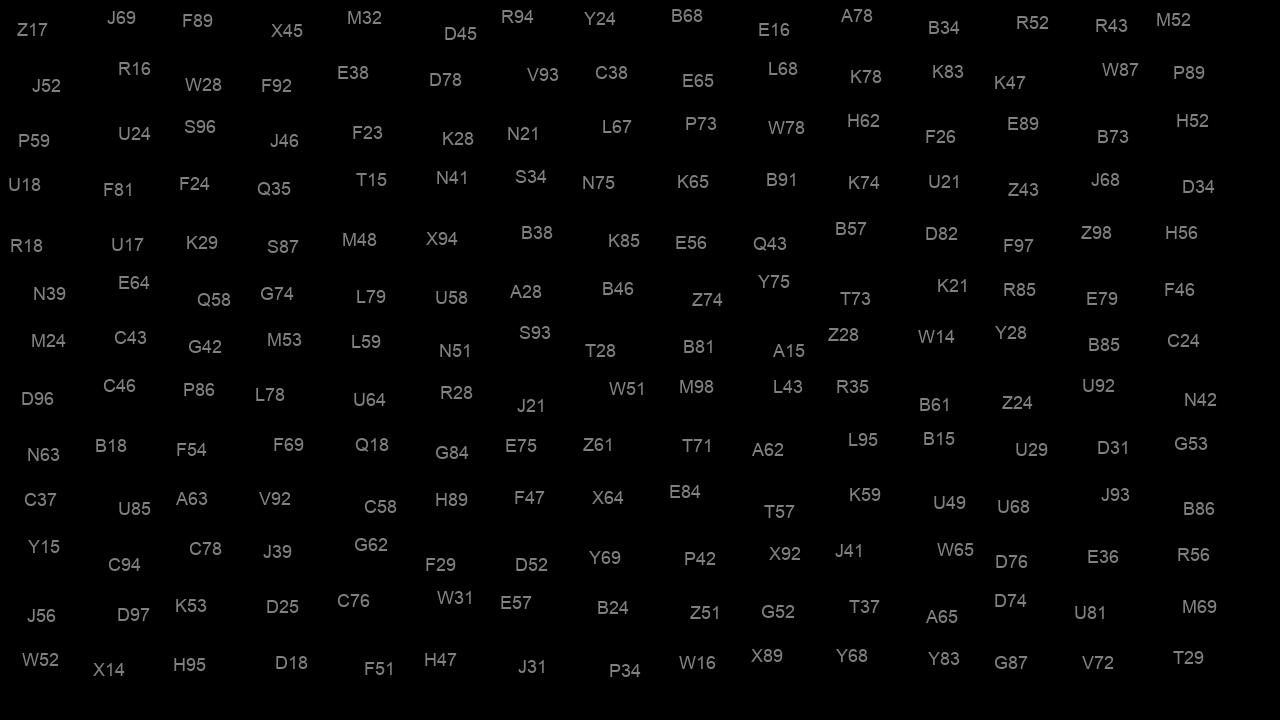 Z17 J69 F89 X45 M32 D45 R94 Y24 B68 E16 A78 B34 R52 R43 M52
J52 R16 W28 F92 E38 D78 V93 C38 E65 L68 K78 K83 K47 W87 P89
P59 U24 S96 J46 F23 K28 N21 L67 P73 W78 H62 F26 E89 B73 H52
U18 F81 F24 Q35 T15 N41 S34 N75 K65 B91 K74 U21 Z43 J68 D34
R18 U17 K29 S87 M48 X94 B38 K85 E56 Q43 B57 D82 F97 Z98 H56
N39 E64 Q58 G74 L79 U58 A28 B46 Z74 Y75 T73 K21 R85 E79 F46
M24 C43 G42 M53 L59 N51 S93 T28 B81 A15 Z28 W14 Y28 B85 C24
D96 C46 P86 L78 U64 R28 J21 W51 M98 L43 R35 B61 Z24 U92 N42
N63 B18 F54 F69 Q18 G84 E75 Z61 T71 A62 L95 B15 U29 D31 G53
C37 U85 A63 V92 C58 H89 F47 X64 E84 T57 K59 U49 U68 J93 B86
Y15 C94 C78 J39 G62 F29 D52 Y69 P42 X92 J41 W65 D76 E36 R56
J56 D97 K53 D25 C76 W31 E57 B24 Z51 G52 T37 A65 D74 U81 M69
W52 X14 H95 D18 F51 H47 J31 P34 W16 X89 Y68 Y83 G87 V72 T29